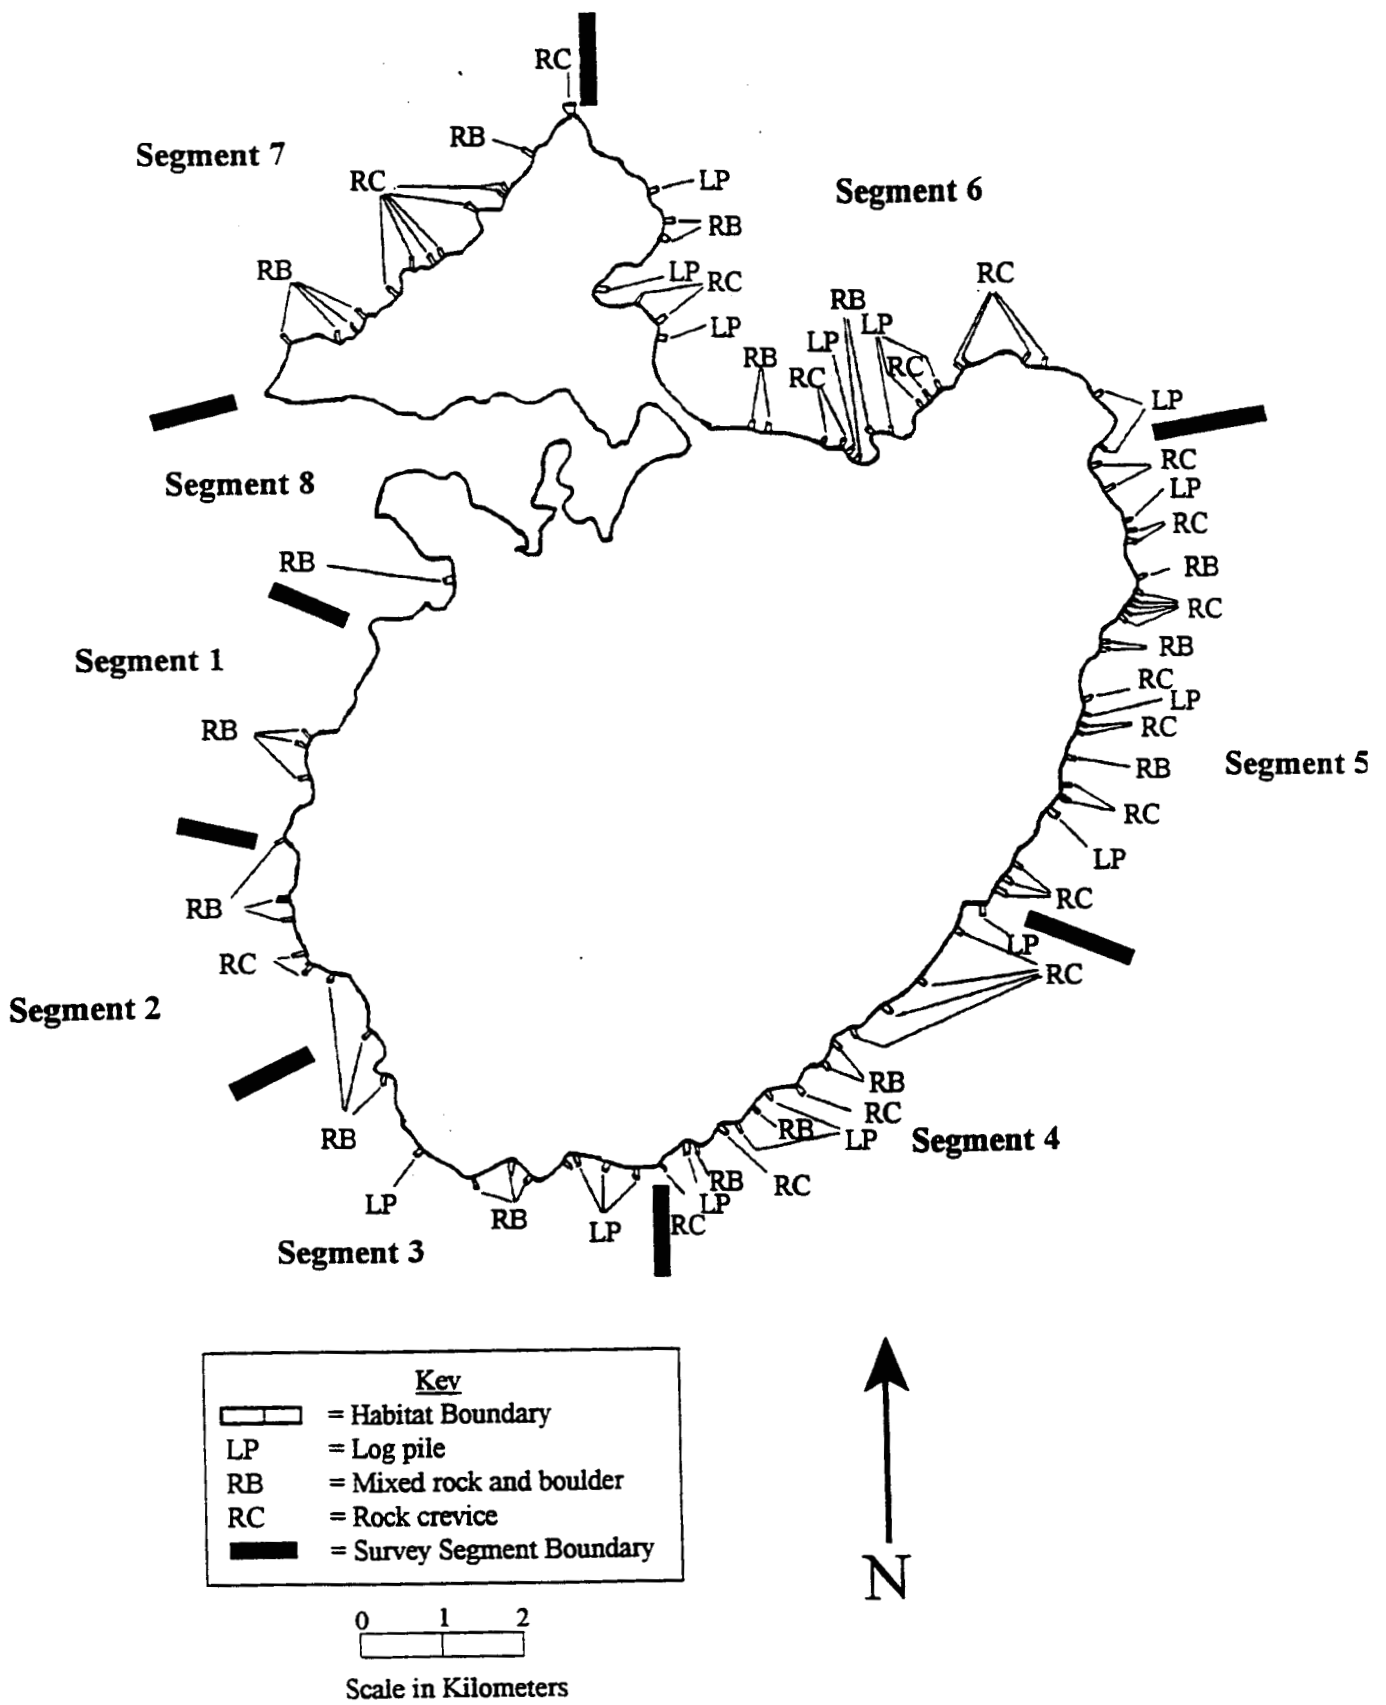 RC
RB
Segment 7
RC
LP
Segment 6
RB
RB
LP
RC
RC
RB
LP
LP
LP
RB
RC
RC
LP
Segment 8
RC
LP
RC
RB
RB
RC
Segment 1
RB
RC
LP
RB
RC
Segment 5
RB
RC
LP
RC
RB
LP
RC
RC
Segment 2
RB
RC
RB
LP
Segment 4
RB
RC
RB
LP
LP
RC
RB
LP
Segment 3
Key
= Habitat Boundary
LP = Log pile
RB = Mixed rock and boulder
RC = Rock crevice
= Survey Segment Boundary
N
0 1 2
Scale in Kilometers